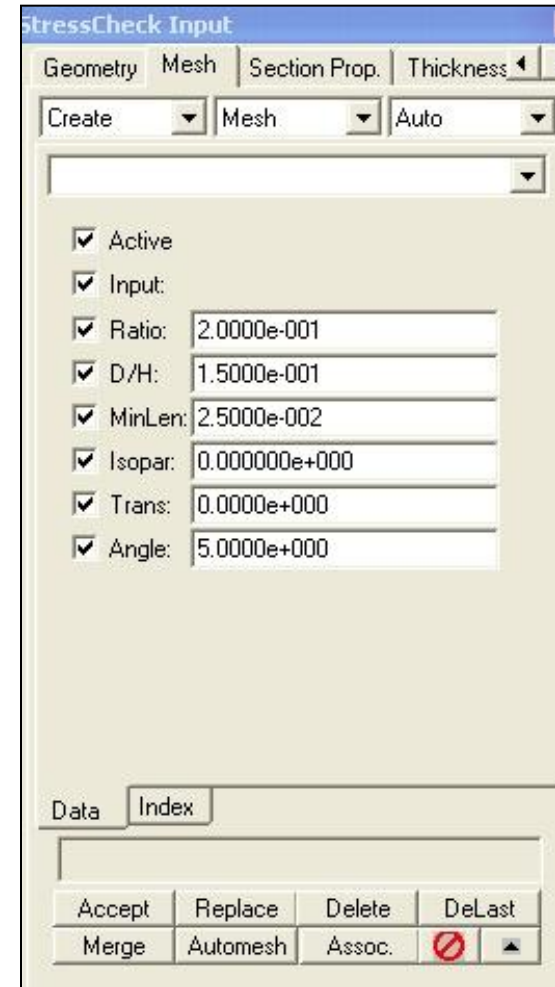 StressCheck Input
Geometry Mesh Section Prop. Thickness
Create Mesh Auto
Active
Input:
Ratio: 2.0000e-001
D/H: 1.5000e-001
MinLen: 2.5000e-002
Isopar: 0.000000e+000
Trans: 0.0000e+000
Angle: 5.0000e+000
Data Index
Accept Replace Delete DeLast
Merge Automesh Assoc.